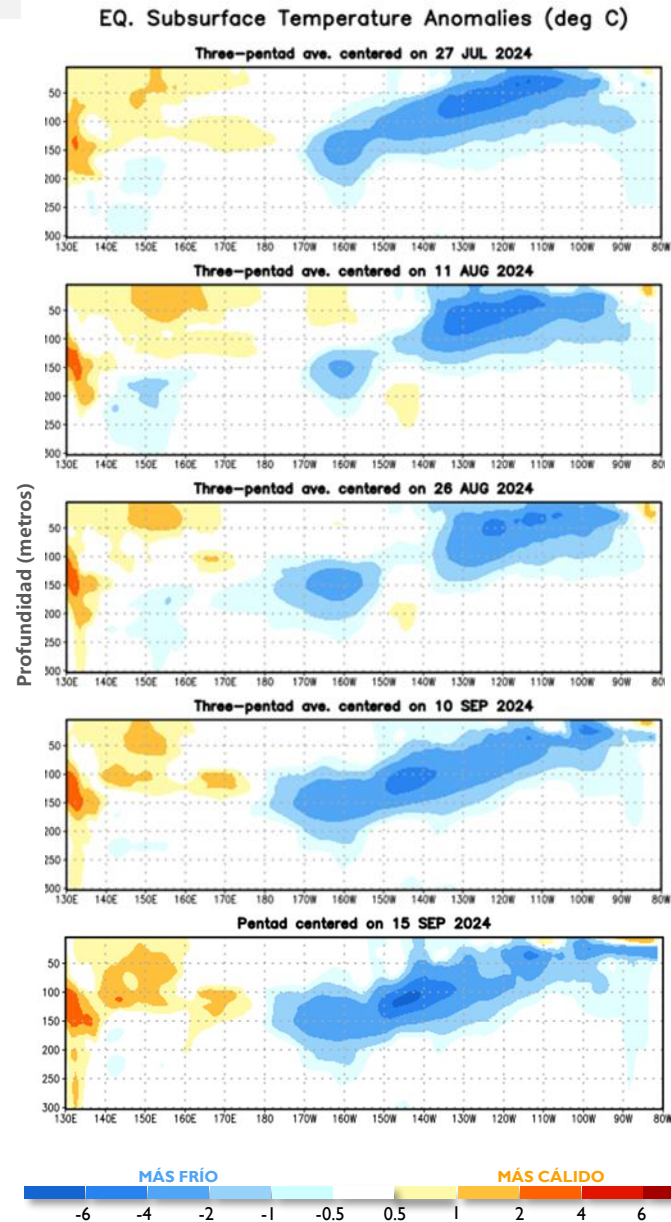 EQ. Subsurface Temperature Anomalies (deg C)
Three-pentad ave. centered on 27 JUL 2024
50
100
150
200
250
300
130E 140E 150E 160E 170E 180 170W 160W 150W 140W 130W 120W 110W 100W 90W 80W
Three-pentad ave. centered on 11 AUG 2024
50
100
150
200
250
300
130E 140E 150E 160E 170E 180 170W 160W 150W 140W 130W 120W 110W 100W 90W 80W
Profundidad (metros)
Three-pentad ave. centered on 26 AUG 2024
50
100
150
200
250
300
130E 140E 150E 160E 170E 180 170W 160W 150W 140W 130W 120W 110W 100W 90W 80W
Three-pentad ave. centered on 10 SEP 2024
50
100
150
200
250
300
130E 140E 150E 160E 170E 180 170W 160W 150W 140W 130W 120W 110W 100W 90W 80W
Pentad centered on 15 SEP 2024
50
100
150
200
250
300
130E 140E 150E 160E 170E 180 170W 160W 150W 140W 130W 120W 110W 100W 90W 80W
MÁS FRÍO MÁS CÁLIDO
-6 -4 -2 -1 -0.5 0.5 1 2 4 6